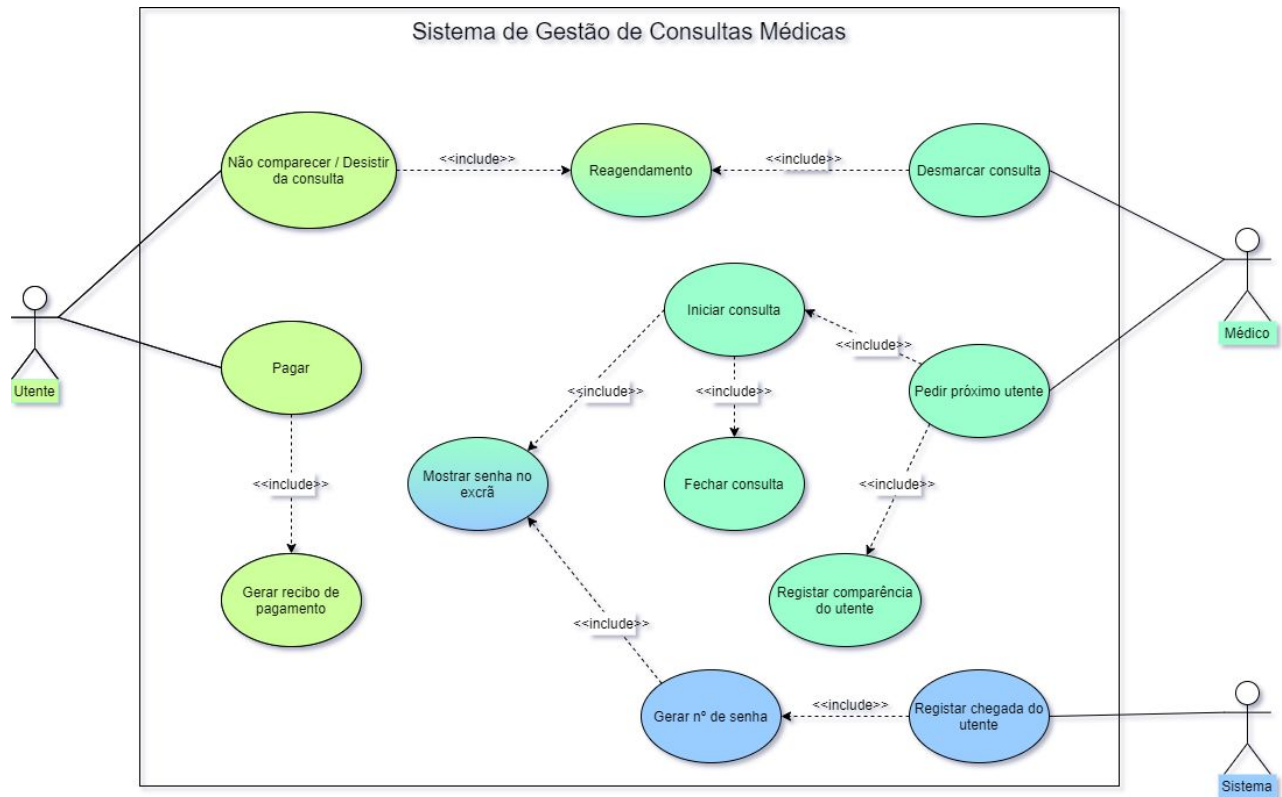 Sistema de Gestão de Consultas Médicas
Não comparecer / Desistir
da consulta
<<include>>
Reagendamento
<<include>>
Desmarcar consulta
Utente
Médico
Iniciar consulta
<<include>>
Pagar
Pedir próximo utente
<<include>>
<<include>>
Mostrar senha no
excrã
Fechar consulta
<<include>>
<<include>>
Gerar recibo de
pagamento
Registar comparência
do utente
<<include>>
Gerar nº de senha
<<include>>
Registar chegada do
utente
Sistema